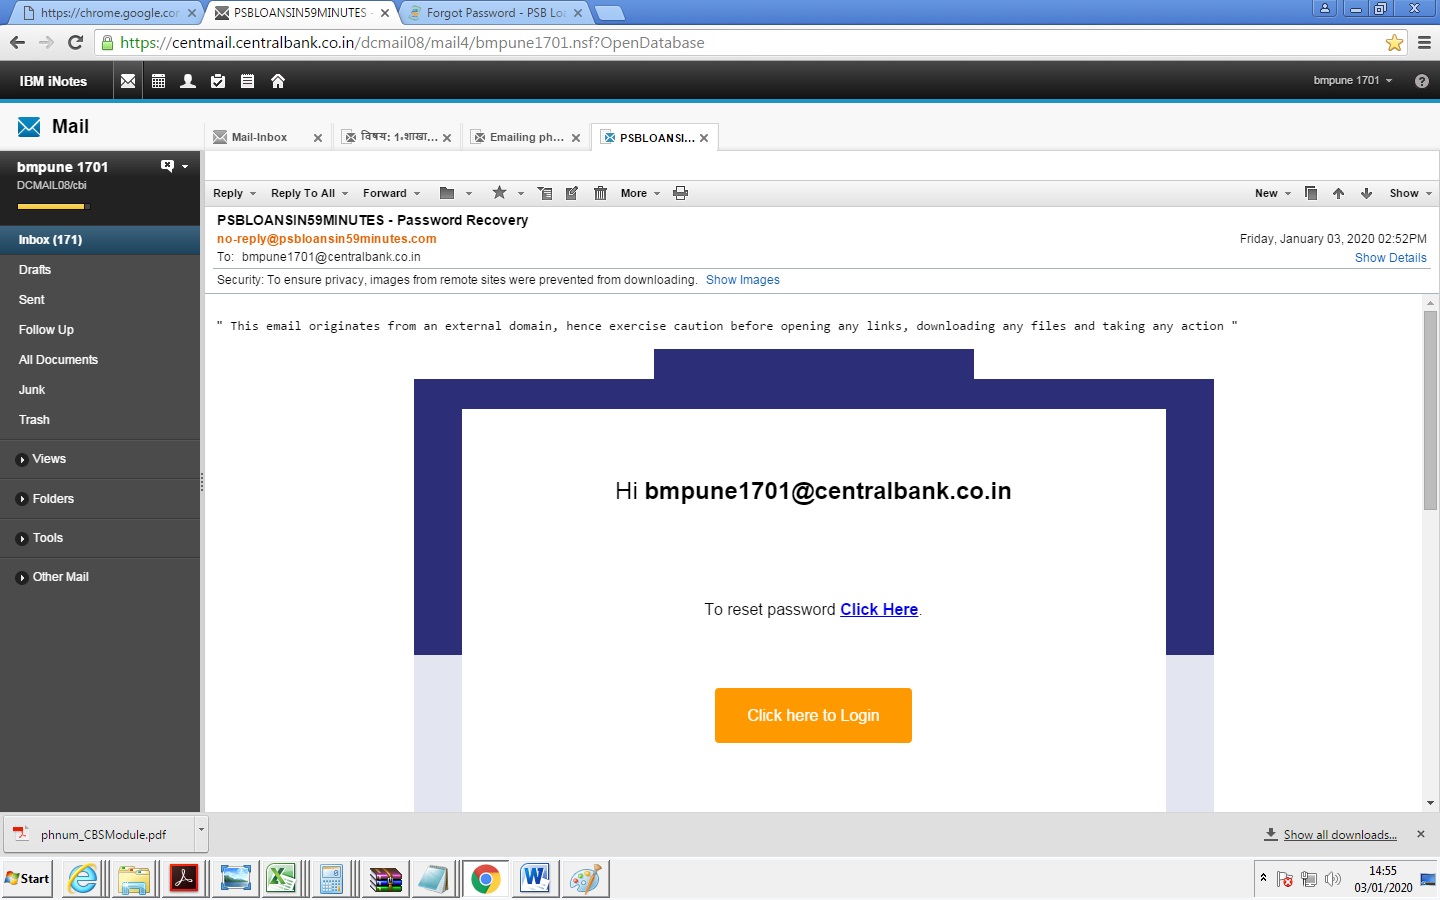 https://chrome.google.cor
PSBLOANSIN59MINUTES -
Forgot Password - PSB Lo
https://centmail.centralbank.co.in/dcmail08/mail4/bmpune1701.nsf?OpenDatabase
IBM iNotes
bmpune 1701
Mail
Mail-Inbox
विषय: 1.शाखा...
Emailing ph...
PSBLOANSI...
bmpune 1701
DCMAIL08/cbi
Reply
Reply To All
Forward
More
New
Show
PSBLOANSIN59MINUTES - Password Recovery
no-reply@psbloansin59minutes.com
Friday, January 03, 2020 02:52PM
To: bmpune1701@centralbank.co.in
Show Details
Security: To ensure privacy, images from remote sites were prevented from downloading. Show Images
Inbox (171)
Drafts
Sent
Follow Up
All Documents
Junk
Trash
Views
Folders
Tools
Other Mail
" This email originates from an external domain, hence exercise caution before opening any links, downloading any files and taking any action "
Hi bmpune1701@centralbank.co.in
To reset password Click Here.
Click here to Login
phnum_CBSModule.pdf
Show all downloads...
Start
14:55
03/01/2020